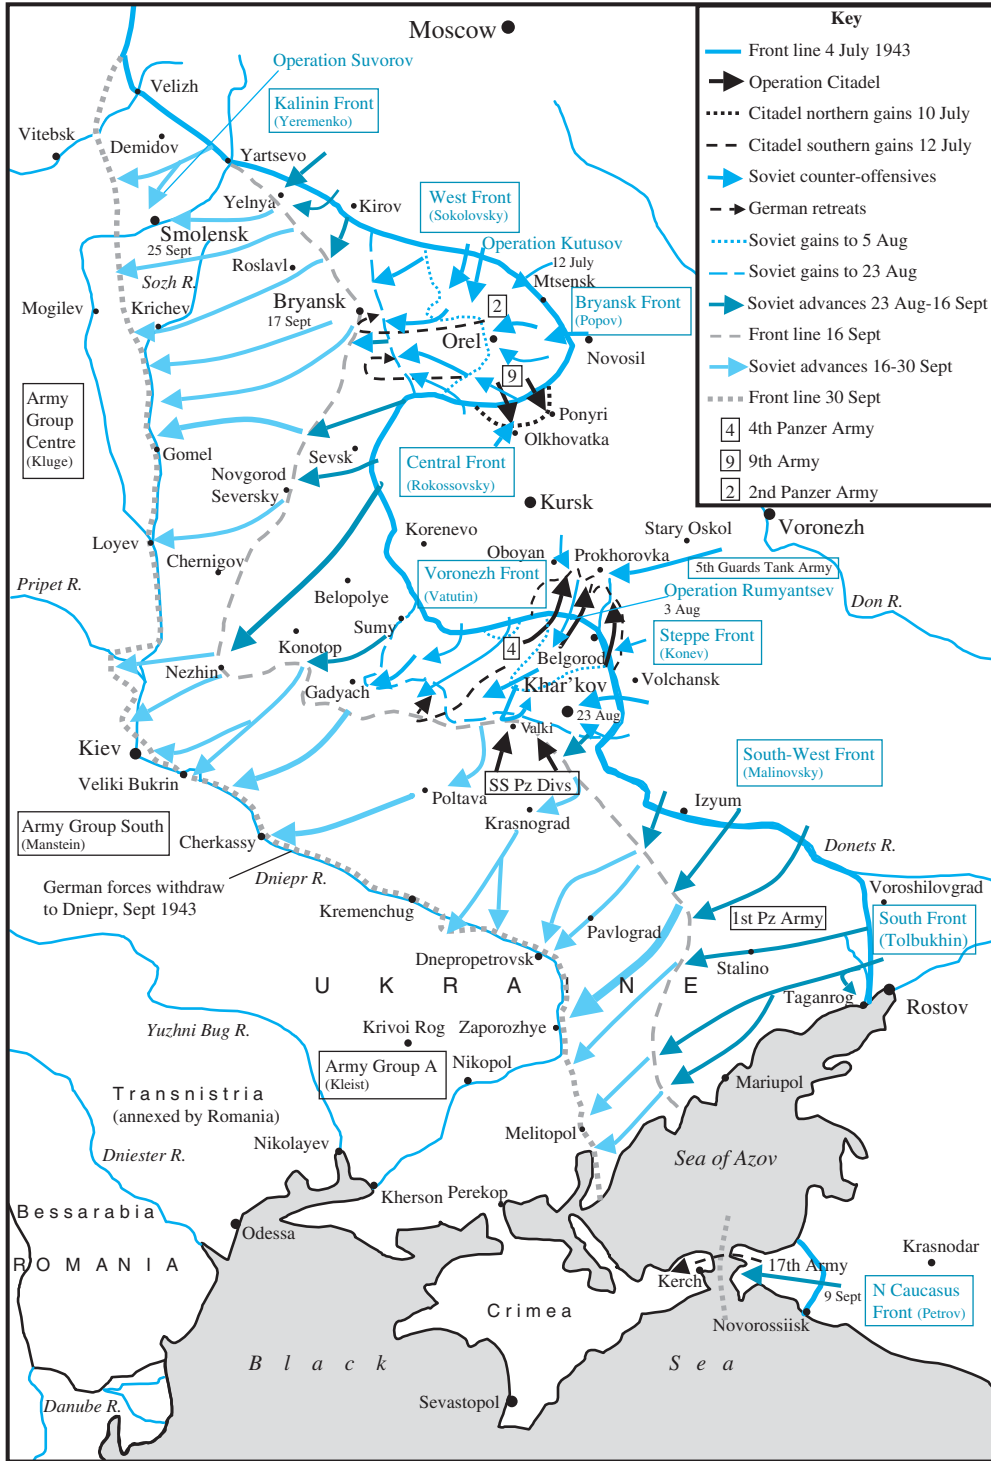 Moscow
Key
Front line 4 July 1943
Operation Citadel
Citadel northern gains 10 July
Citadel southern gains 12 July
Soviet counter-offensives
German retreats
Soviet gains to 5 Aug
Soviet gains to 23 Aug
Soviet advances 23 Aug-16 Sept
Front line 16 Sept
Soviet advances 16-30 Sept
Front line 30 Sept
4 4th Panzer Army
9 9th Army
2 2nd Panzer Army
Operation Suvorov
Velizh
Kalinin Front
(Yeremenko)
Vitebsk
Demidov
Yartsevo
Yelnya
Kirov
West Front
(Sokolovsky)
Smolensk
25 Sept
Operation Kutusov
12 July
Roslavl
Sozh R.
Mtsensk
Mogilev
Krichev
Bryansk
17 Sept
2
Bryansk Front
(Popov)
Orel
Novosil
9
Army
Group
Centre
(Kluge)
Ponyri
Olkhovatka
Gomel
Sevsk
Central Front
(Rokossovsky)
Novgorod
Seversky
Kursk
Voronezh
Loyev
Korenevo
Stary Oskol
Chernigov
Oboyan
Prokhorovka
5th Guards Tank Army
Pripet R.
Voronezh Front
(Vatutin)
Operation Rumyantsev
3 Aug
Don R.
Belopolye
Sumy
Konotop
4
Belgorod
Steppe Front
(Konev)
Nezhin
Gadyach
Khar'kov
23 Aug
Volchansk
Valki
Kiev
Veliki Bukrin
SS Pz Divs
South-West Front
(Malinovsky)
Poltava
Krasnograd
Izyum
Army Group South
(Manstein)
Cherkassy
Donets R.
German forces withdraw
to Dniepr, Sept 1943
Dniepr R.
Kremenchug
Voroshilovgrad
Pavlograd
1st Pz Army
South Front
(Tolbukhin)
Dnepropetrovsk
Stalino
UKRAINE
Taganrog
Rostov
Yuzhni Bug R.
Krivoi Rog
Zaporozhye
Army Group A
(Kleist)
Nikopol
Mariupol
Transnistria
(annexed by Romania)
Nikolayev
Melitopol
Dniester R.
Sea of Azov
Kherson
Perekop
Bessarabia
Odessa
ROMANIA
Krasnodar
17th Army
Kerch
9 Sept
N Caucasus
Front (Petrov)
Crimea
Novorossiisk
Black Sea
Danube R.
Sevastopol